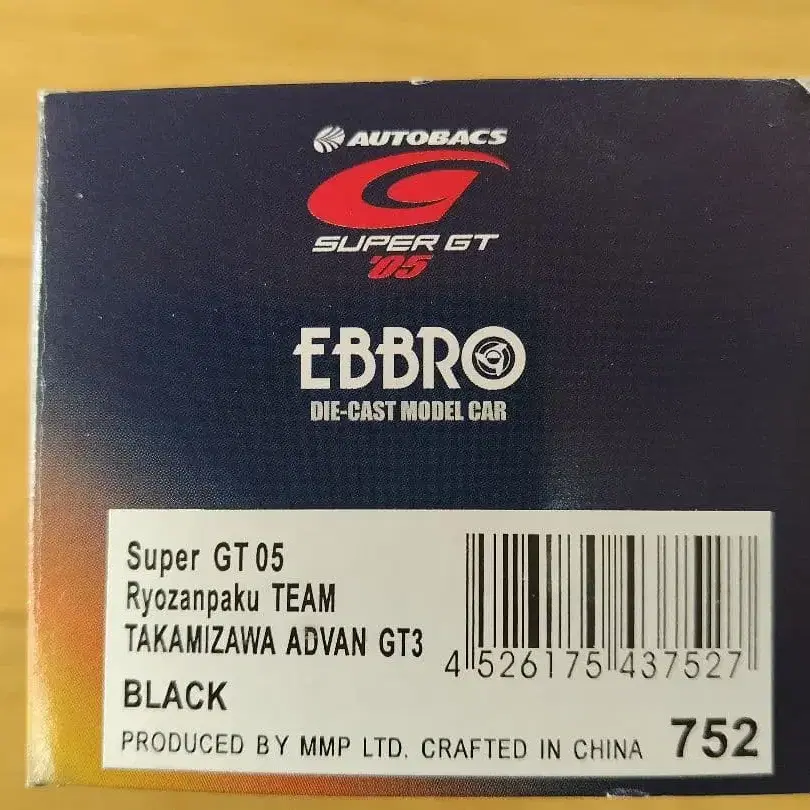 AUTOBACS
SUPER GT
'05
EBBRO
DIE-CAST MODEL CAR
Super GT 05
Ryozanpaku TEAM
TAKAMIZAWA ADVAN GT3
4 526175 437527
BLACK
PRODUCED BY MMP LTD. CRAFTED IN CHINA 752